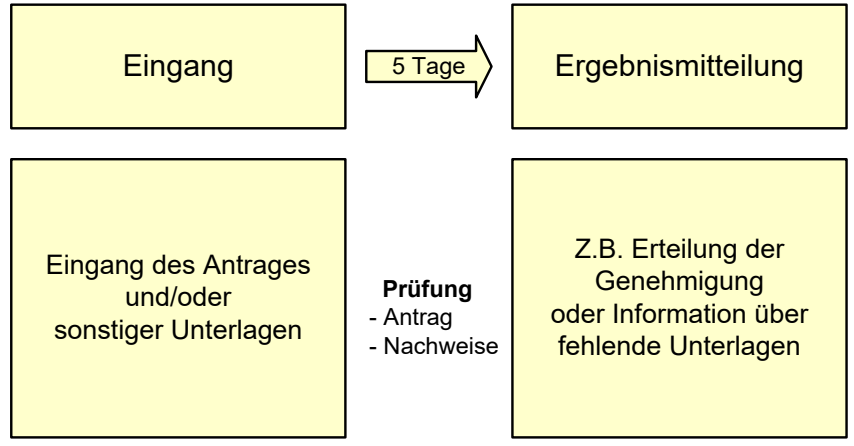 Eingang
5 Tage
Ergebnismitteilung
Eingang des Antrages
und/oder
sonstiger Unterlagen
Prüfung
- Antrag
- Nachweise
Z.B. Erteilung der
Genehmigung
oder Information über
fehlende Unterlagen